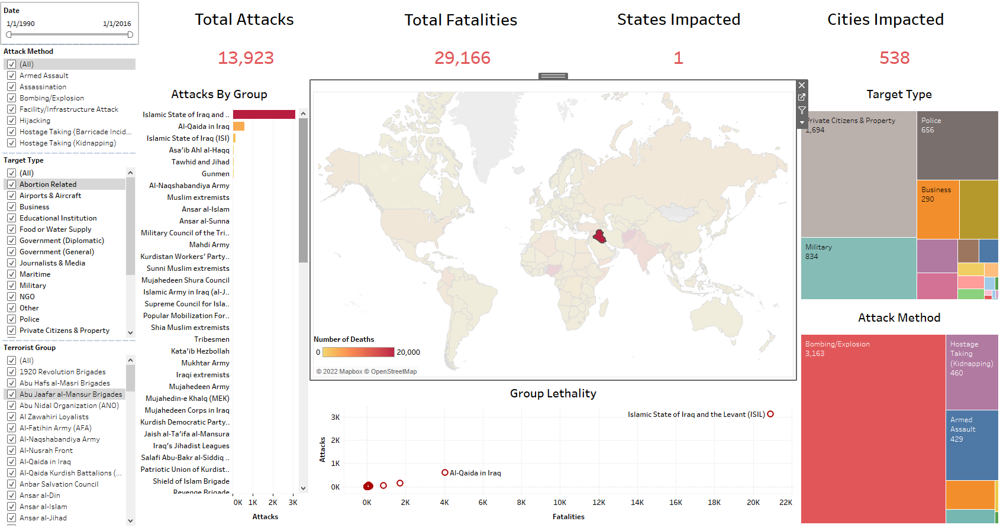 Date
1/1/1990
1/1/2016
Attack Method
(All)
Armed Assault
Assassination
Bombing/Explosion
Facility/Infrastructure Attack
Hijacking
Hostage Taking (Barricade Incid...
Hostage Taking (Kidnapping)
Target Type
(All)
Abortion Related
Airports & Aircraft
Business
Educational Institution
Food or Water Supply
Government (Diplomatic)
Government (General)
Journalists & Media
Maritime
Military
NGO
Other
Police
Private Citizens & Property
Terrorist Group
(All)
1920 Revolution Brigades
Abu Hafs al-Masri Brigades
Abu Jaafar al-Mansur Brigades
Abu Nidal Organization (ANO)
Al Zawahiri Loyalists
Al-Fatihin Army (AFA)
Al-Naqshabandiya Army
Al-Nusrah Front
Al-Qaida in Iraq
Al-Qaida Kurdish Battalions (...
Anbar Salvation Council
Ansar al-Din
Ansar al-Islam
Ansar al-Jihad
Total Attacks
13,923
Total Fatalities
29,166
States Impacted
1
Cities Impacted
538
Attacks By Group
Islamic State of Iraq and ..
Al-Qaida in Iraq
Islamic State of Iraq (ISI)
Asa'ib Ahl al-Haqq
Tawhid and Jihad
Gunmen
Al-Naqshabandiya Army
Muslim extremists
Ansar al-Islam
Ansar al-Sunna
Military Council of the Tri..
Mahdi Army
Kurdistan Workers' Party..
Sunni Muslim extremists
Mujahedeen Shura Council
Islamic Army in Iraq (al-J..
Supreme Council for Isla..
Popular Mobilization For..
Shia Muslim extremists
Tribesmen
Kata'ib Hezbollah
Mukhtar Army
Iraqi extremists
Mujahedeen Army
Mujahedin-e Khalq (MEK)
Mujahedeen Corps in Iraq
Kurdish Democratic Party..
Jaish al-Ta'ifa al-Mansura
Iraq's Jihadist Leagues
Salafi Abu-Bakr al-Siddiq ..
Patriotic Union of Kurdist..
Shield of Islam Brigade
Revenge Brigade
0K 1K 2K 3K
Attacks
Number of Deaths
0
20,000
© 2022 Mapbox © OpenStreetMap
Group Lethality
Islamic State of Iraq and the Levant (ISIL)
Al-Qaida in Iraq
3K
2K
1K
0K
Attacks
0K 2K 4K 6K 8K 10K 12K 14K 16K 18K 20K 22K
Fatalities
Target Type
Private Citizens & Property
1,694
Police
656
Business
290
Military
834
Attack Method
Bombing/Explosion
3,163
Hostage
Taking
(Kidnapping)
460
Armed
Assault
429